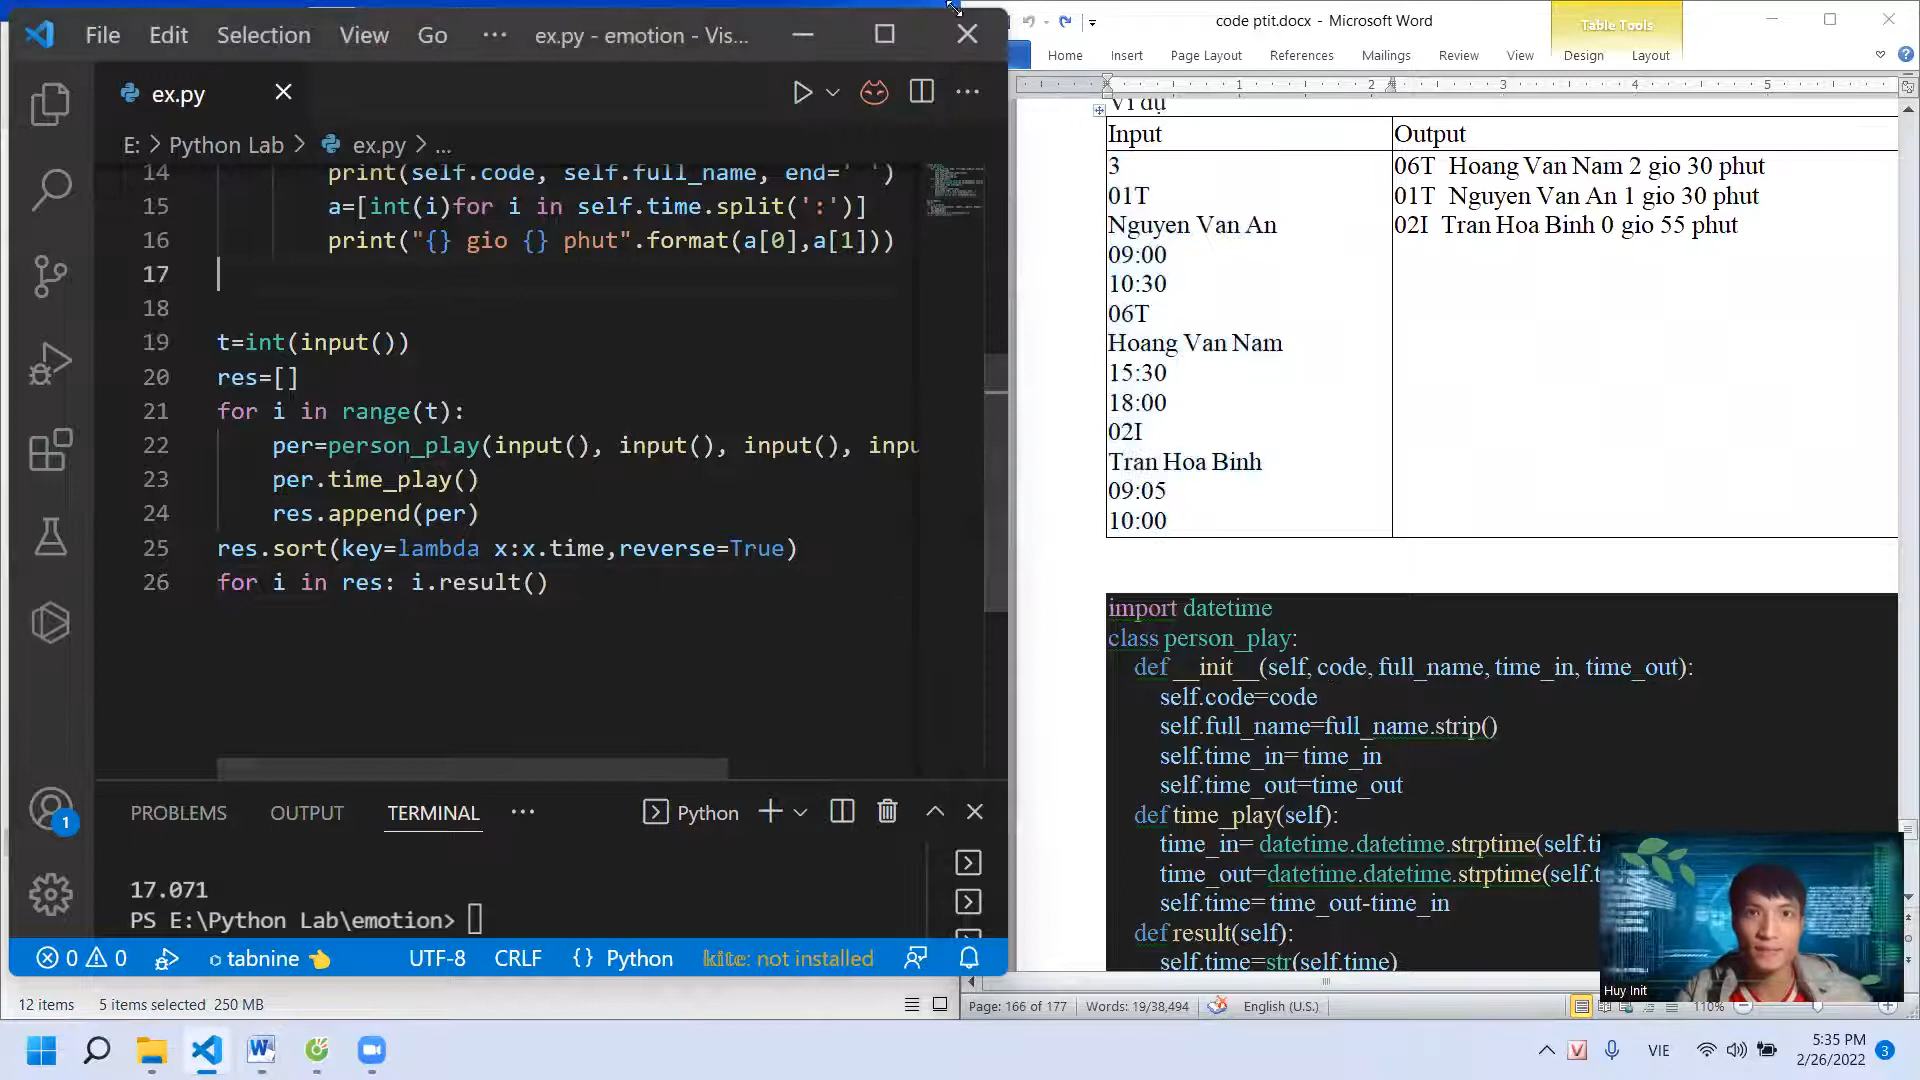 File Edit Selection View Go ··· ex.py - emotion - Vis...
ex.py
E: > Python Lab > ex.py > ...
14 print(self.code, self.full_name, end=' ')
15 a=[int(i)for i in self.time.split(':')]
16 print("{} gio {} phut".format(a[0],a[1]))
17
18
19 t=int(input())
20 res=[]
21 for i in range(t):
22 per=person_play(input(), input(), input(), inpu
23 per.time_play()
24 res.append(per)
25 res.sort(key=lambda x:x.time,reverse=True)
26 for i in res: i.result()
PROBLEMS OUTPUT TERMINAL ··· Python
17.071
PS E:\Python Lab\emotion>
1
0 0 tabnine UTF-8 CRLF {} Python kite: not installed
12 items 5 items selected 250 MB
code ptit.docx - Microsoft Word
Table Tools
Home Insert Page Layout References Mailings Review View Design Layout
1 2 3 4 5
Ví dụ
Input Output
3
01T
Nguyen Van An
09:00
10:30
06T
Hoang Van Nam
15:30
18:00
02I
Tran Hoa Binh
09:05
10:00
06T Hoang Van Nam 2 gio 30 phut
01T Nguyen Van An 1 gio 30 phut
02I Tran Hoa Binh 0 gio 55 phut
import datetime
class person_play:
def __init__(self, code, full_name, time_in, time_out):
self.code=code
self.full_name=full_name.strip()
self.time_in= time_in
self.time_out=time_out
def time_play(self):
time_in= datetime.datetime.strptime(self.ti
time_out=datetime.datetime.strptime(self.t
self.time= time_out-time_in
def result(self):
self.time=str(self.time)
Huy Init
Page: 166 of 177 Words: 19/38,494 English (U.S.) 110%
VIE
5:35 PM
2/26/2022
3